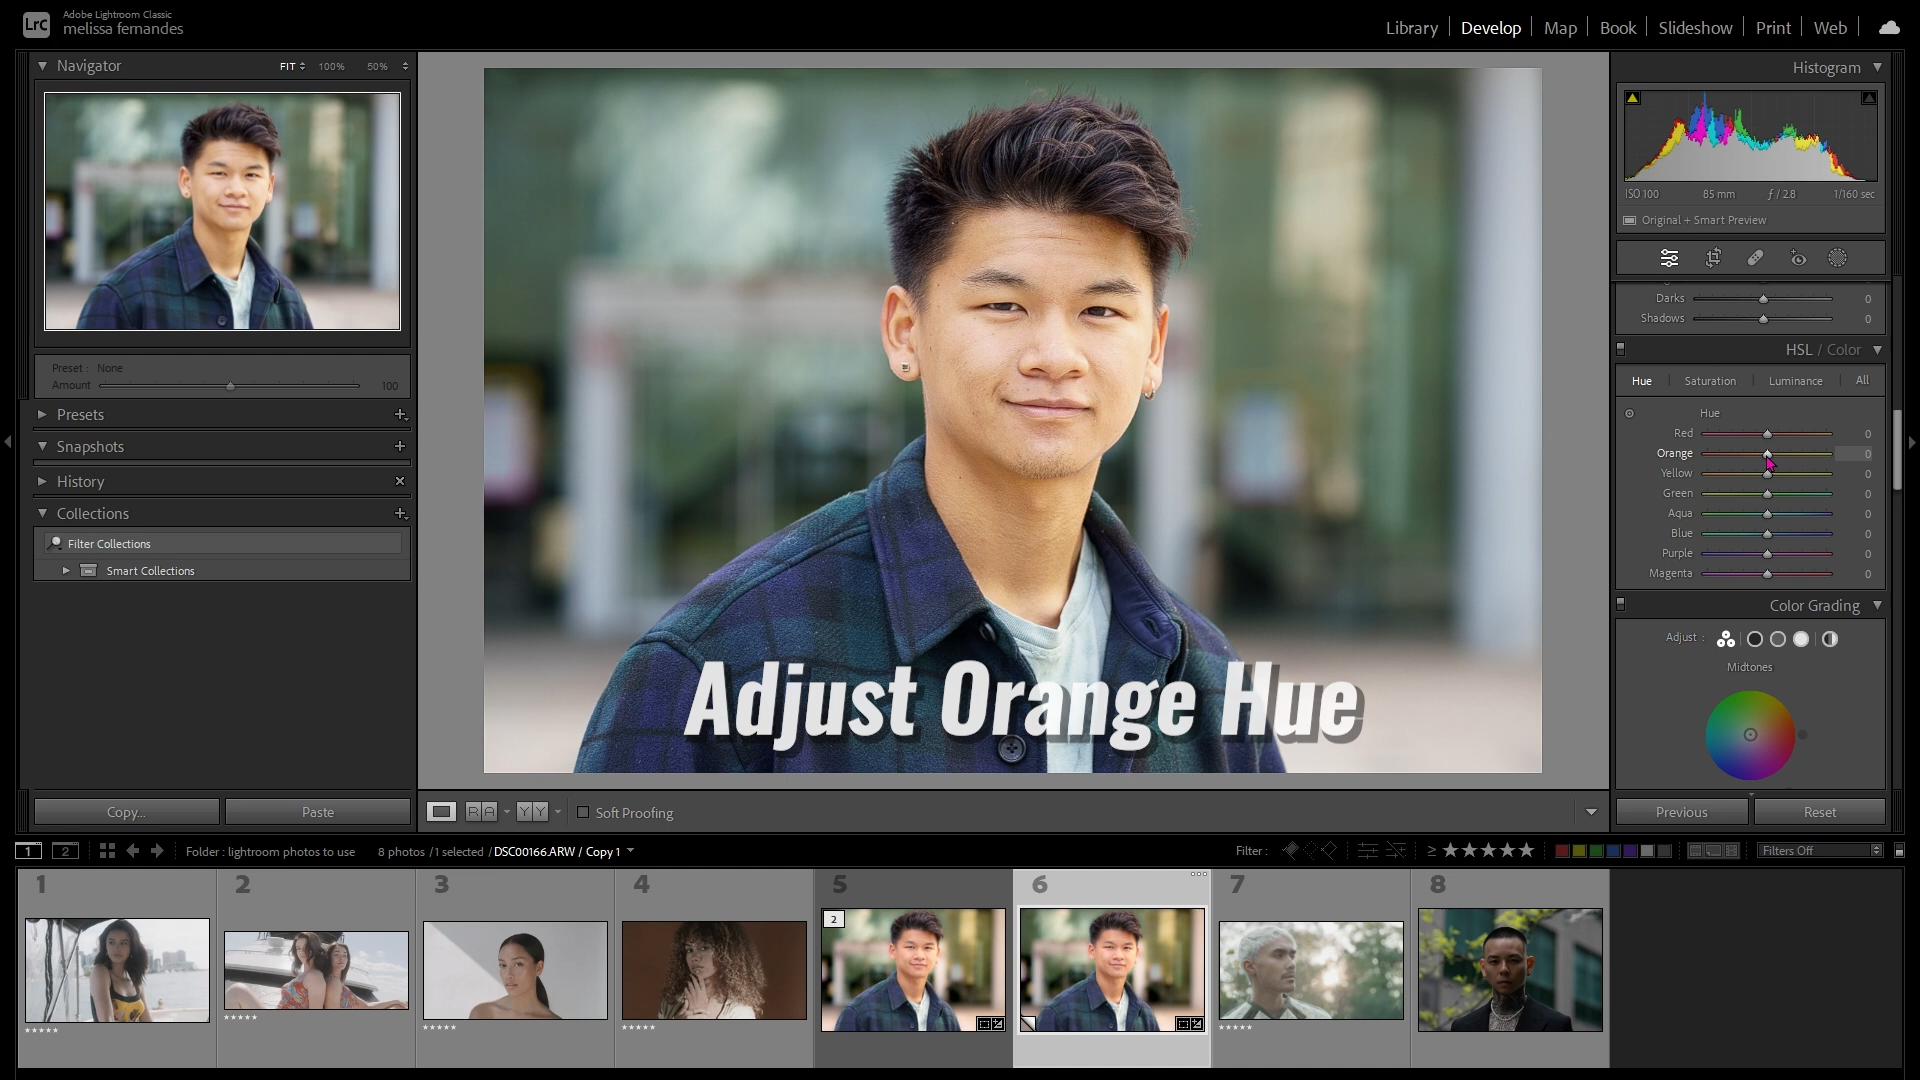 LrC
Adobe Lightroom Classic
melissa fernandes
Library
Develop
Map
Book
Slideshow
Print
Web
Navigator
FIT
100%
50%
Preset : None
Amount
100
Presets
Snapshots
History
Collections
Filter Collections
Smart Collections
Copy...
Paste
Adjust Orange Hue
R A
Y Y
Soft Proofing
Histogram
ISO 100
85 mm
ƒ / 2.8
1/160 sec
Original + Smart Preview
Darks 0
Shadows 0
HSL / Color
Hue
Saturation
Luminance
All
Hue
Red 0
Orange 0
Yellow 0
Green 0
Aqua 0
Blue 0
Purple 0
Magenta 0
Color Grading
Adjust :
Midtones
Previous
Reset
1
2
Folder : lightroom photos to use
8 photos / 1 selected / DSC00166.ARW / Copy 1
Filter :
≥ ★★★★★
Filters Off
1
2
3
4
5
6
7
8
2